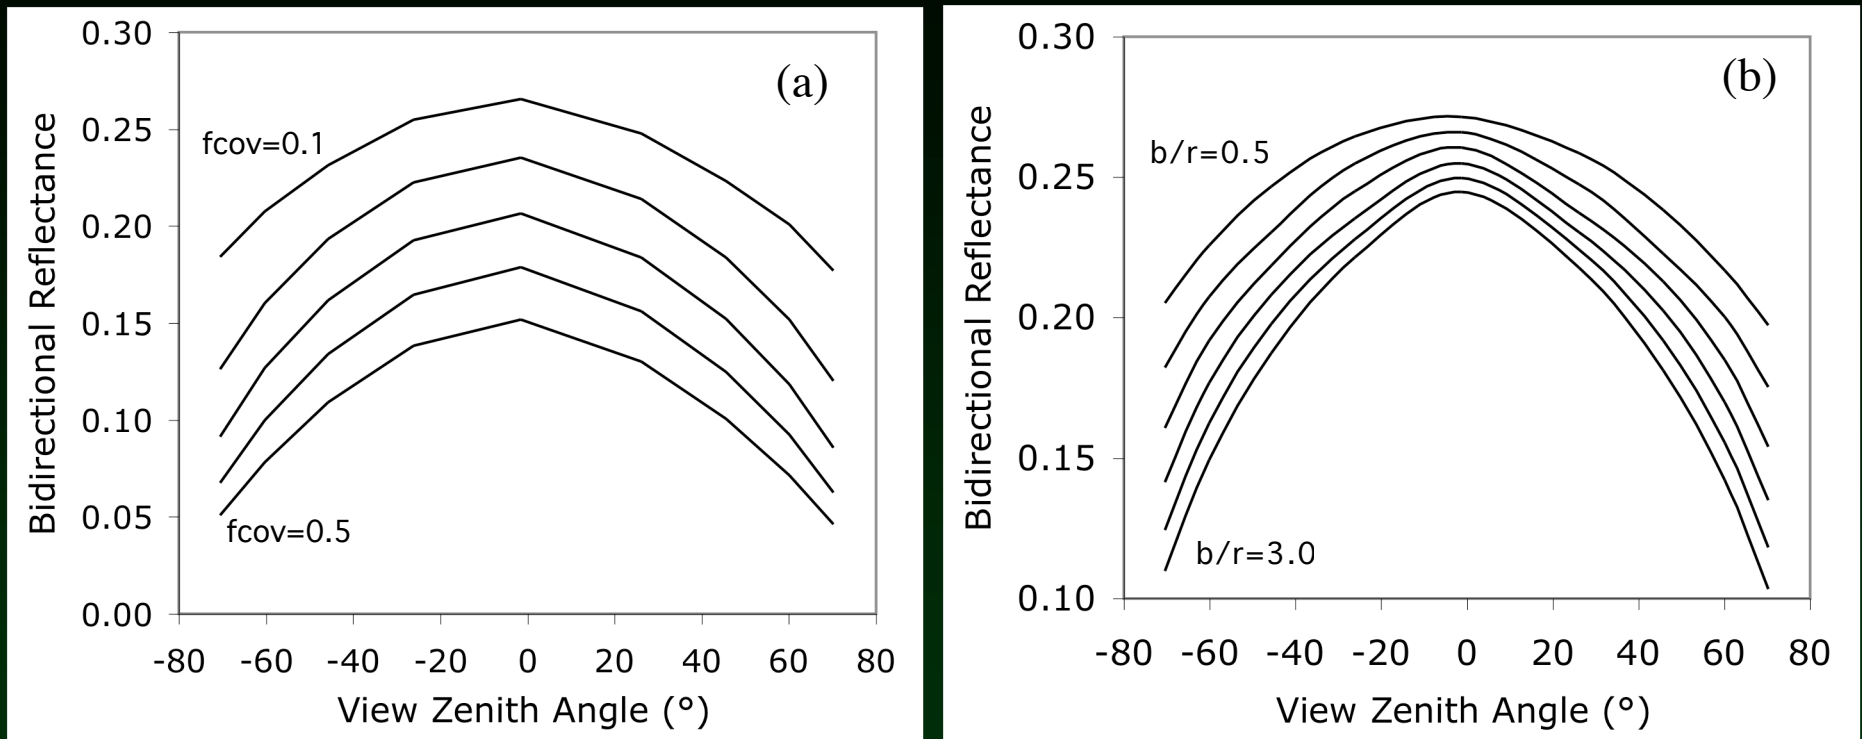 (a)
Bidirectional Reflectance
0.30
0.25
0.20
0.15
0.10
0.05
0.00
fcov=0.1
fcov=0.5
-80 -60 -40 -20 0 20 40 60 80
View Zenith Angle (°)
(b)
Bidirectional Reflectance
0.30
0.25
0.20
0.15
0.10
b/r=0.5
b/r=3.0
-80 -60 -40 -20 0 20 40 60 80
View Zenith Angle (°)